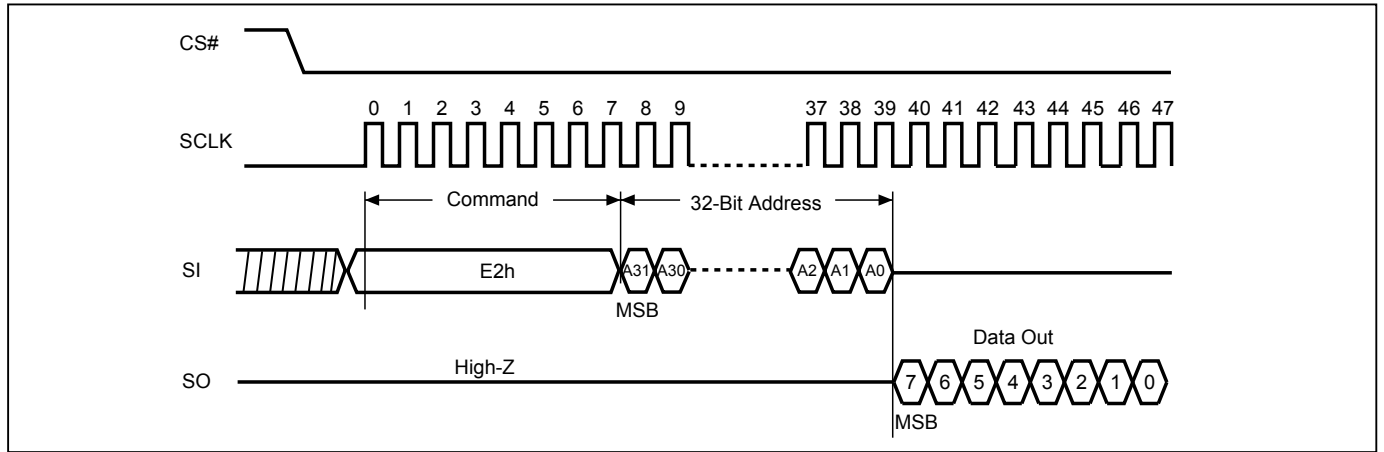 CS#
0 1 2 3 4 5 6 7 8 9 37 38 39 40 41 42 43 44 45 46 47
SCLK
Command 32-Bit Address
SI E2h A31 A30 A2 A1 A0
MSB
Data Out
High-Z
SO 7 6 5 4 3 2 1 0
MSB